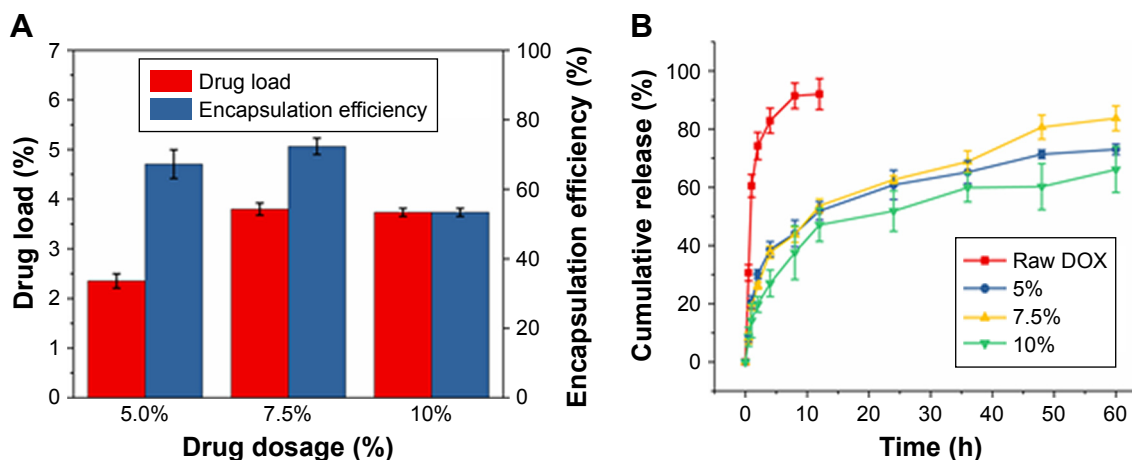 A
Drug load (%)
7
6
5
4
3
2
1
0
Drug load
Encapsulation efficiency
100
80
60
40
20
0
Encapsulation efficiency (%)
5.0% 7.5% 10%
Drug dosage (%)
B
Cumulative release (%)
100
80
60
40
20
0
Raw DOX
5%
7.5%
10%
0 10 20 30 40 50 60
Time (h)